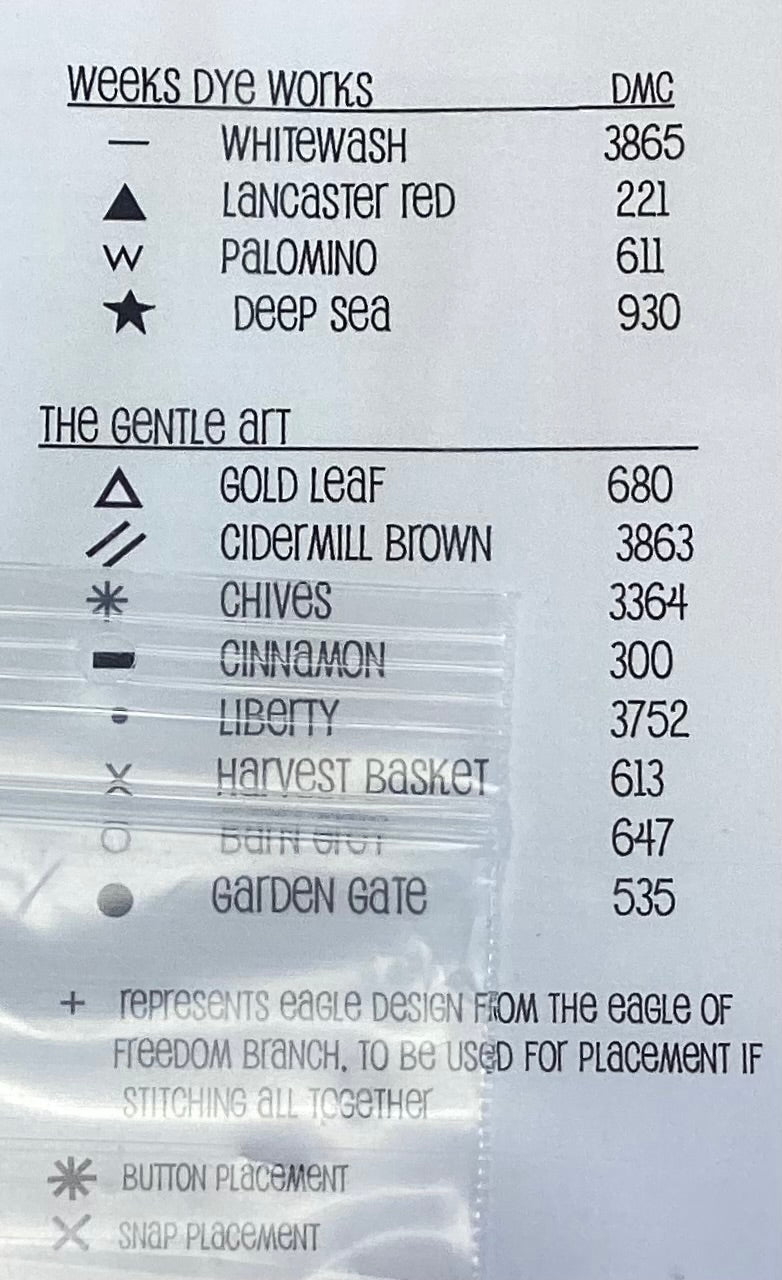 WEEKS DYE WORKS DMC
— WHITEWASH 3865
▲ LANCASTER RED 221
W PALOMINO 611
★ DEEP SEA 930
THE GENTLE ART
△ GOLD LEAF 680
// CIDERMILL BROWN 3863
* CHIVES 3364
▬ CINNAMON 300
• LIBERTY 3752
HARVEST BASKET 613
○ BARN GREY 647
● GARDEN GATE 535
+ REPRESENTS EAGLE DESIGN FROM THE EAGLE OF
FREEDOM BRANCH. TO BE USED FOR PLACEMENT IF
STITCHING ALL TOGETHER
* BUTTON PLACEMENT
X SNAP PLACEMENT